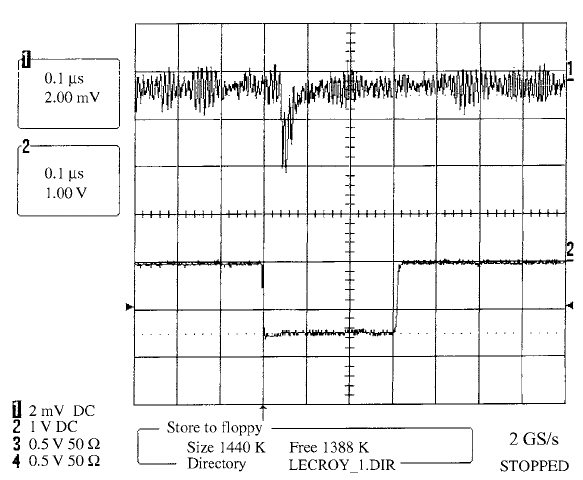 1
0.1 µs
2.00 mV
2
0.1 µs
1.00 V
1
2
1 2 mV DC
2 1 V DC
3 0.5 V 50 Ω
4 0.5 V 50 Ω
Store to floppy
Size 1440 K Free 1388 K
Directory LECROY_1.DIR
2 GS/s
STOPPED